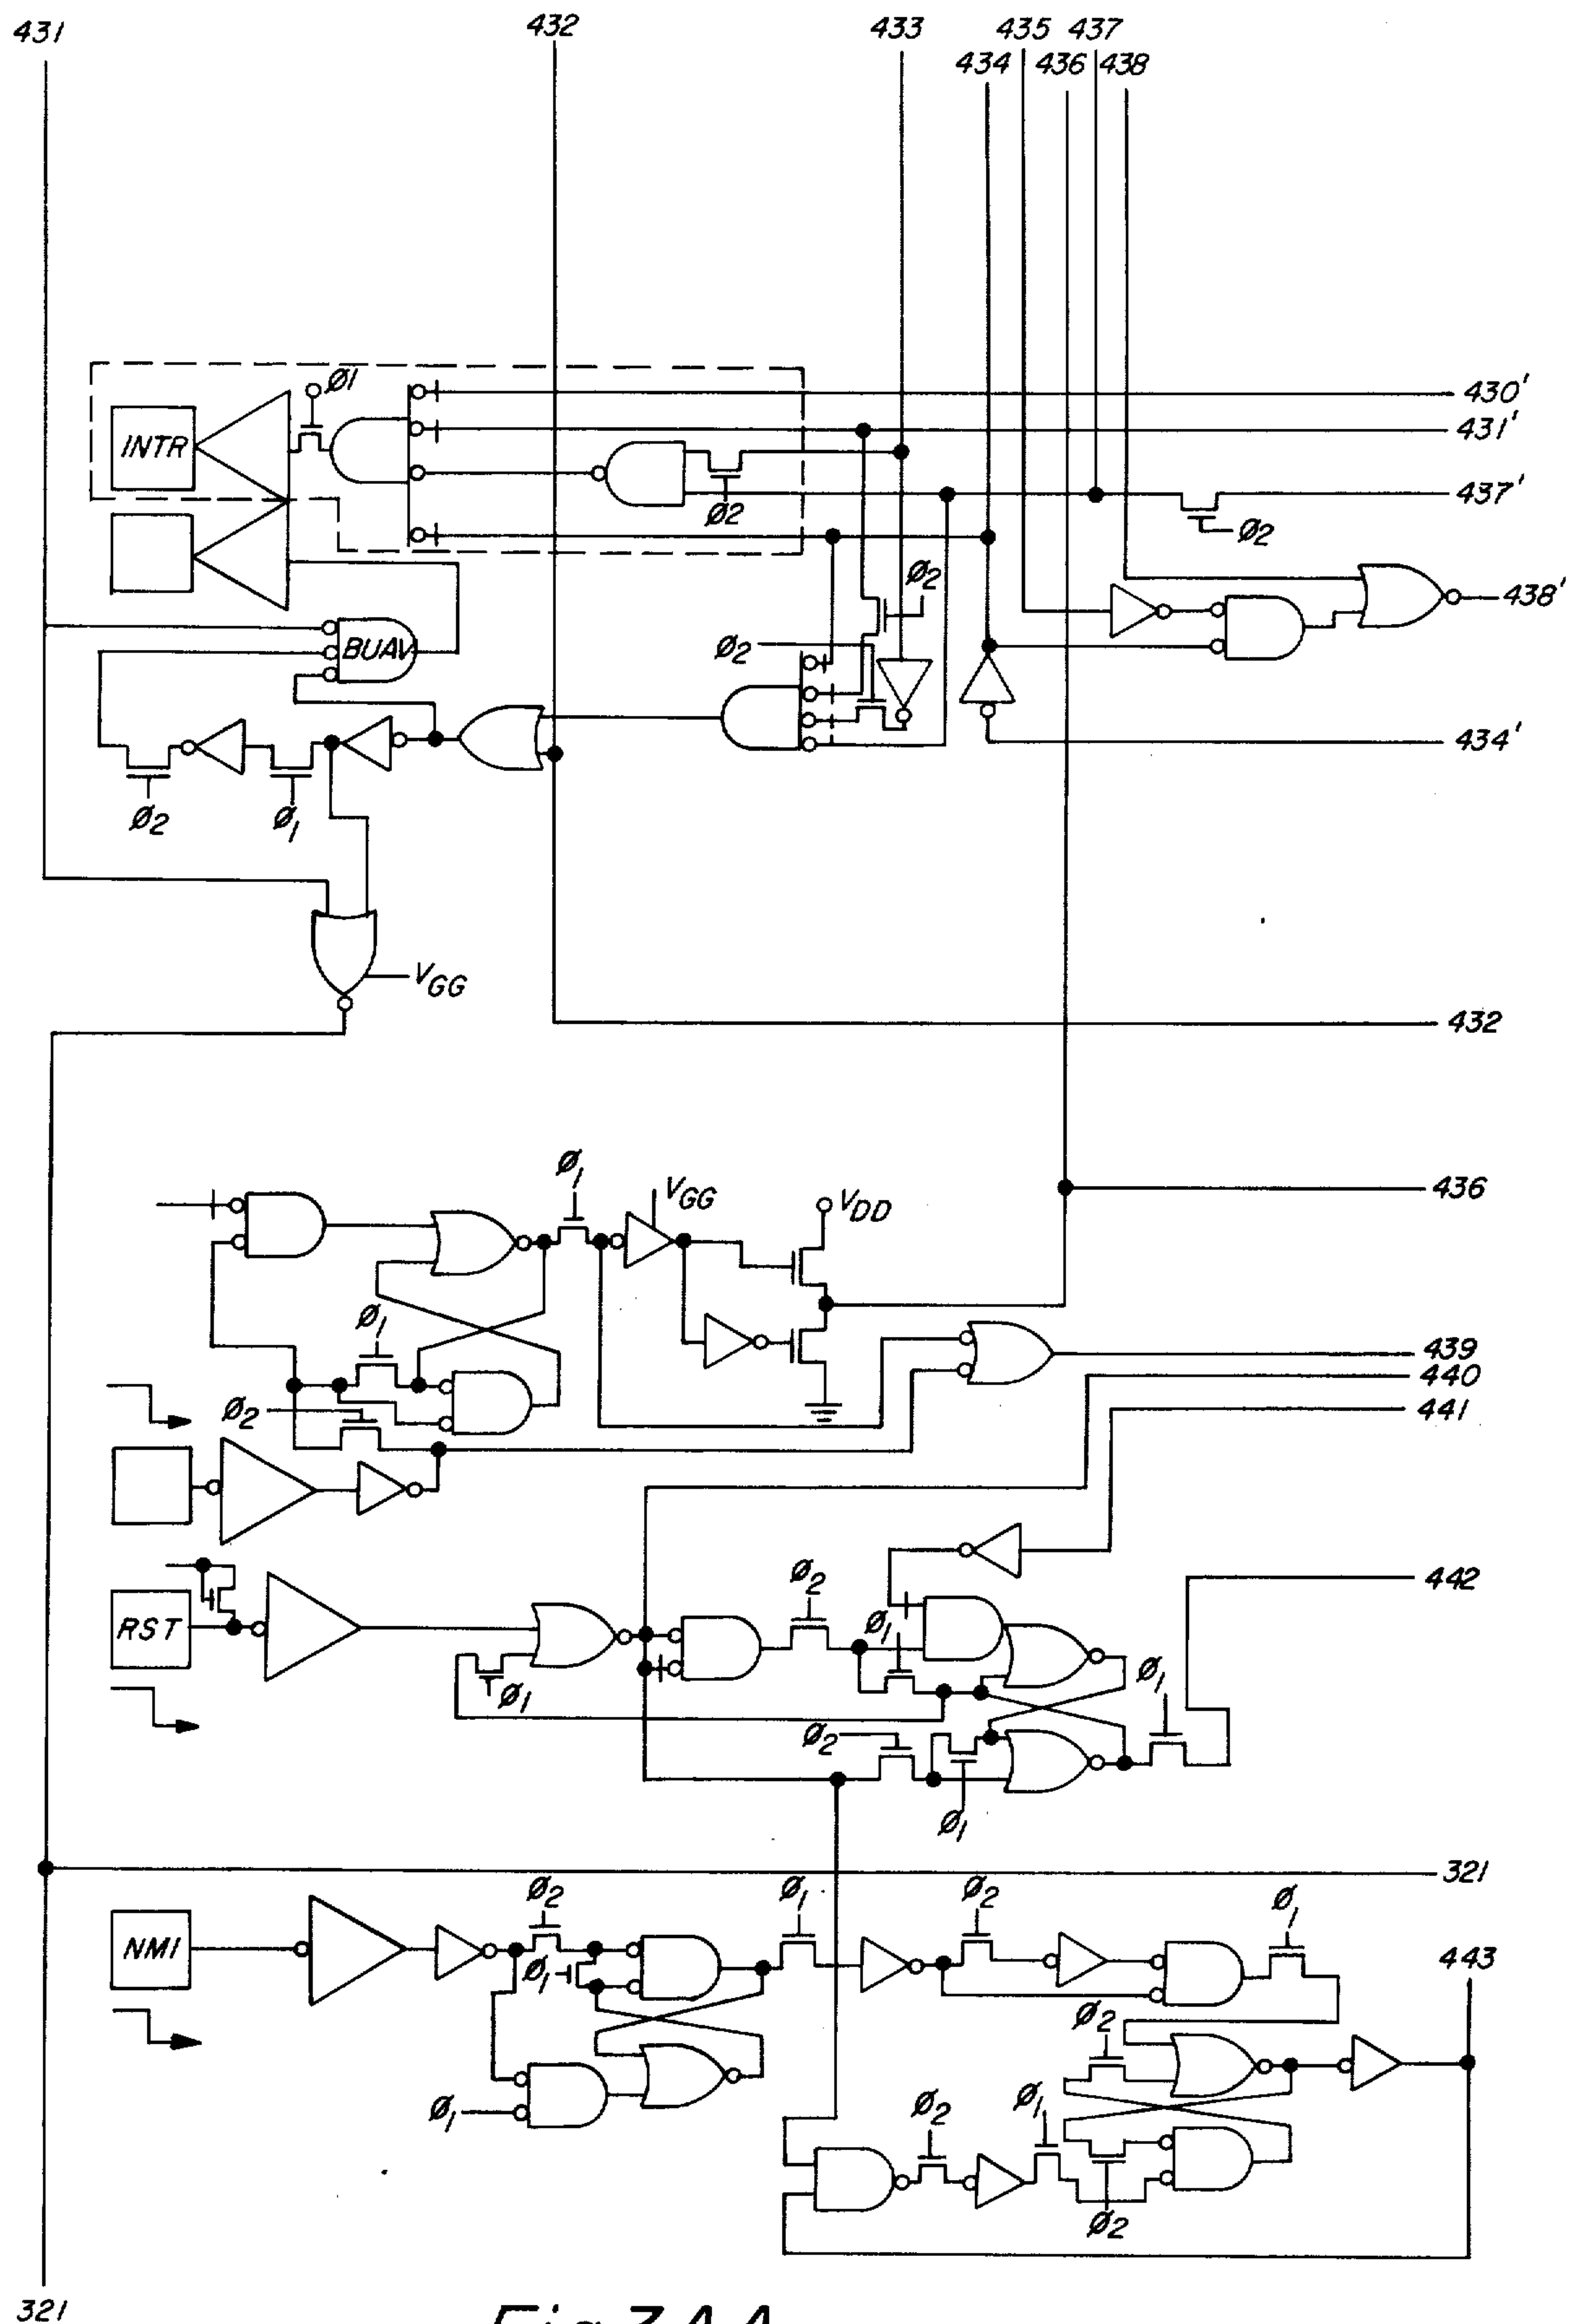 431
432
433
435 437
434 436 438
Ø1
430'
INTR
431'
437'
Ø2
Ø2
Ø2
438'
BUAV
Ø2
434'
Ø2
Ø1
VGG
432
Ø1
VGG
VDD
436
Ø1
439
440
Ø2
441
Ø2
442
RST
Ø1
Ø1
Ø1
Ø2
Ø1
321
Ø2
Ø1
Ø2
Ø1
NMI
Ø1
443
Ø2
Ø1
Ø2
Ø1
Ø2
321